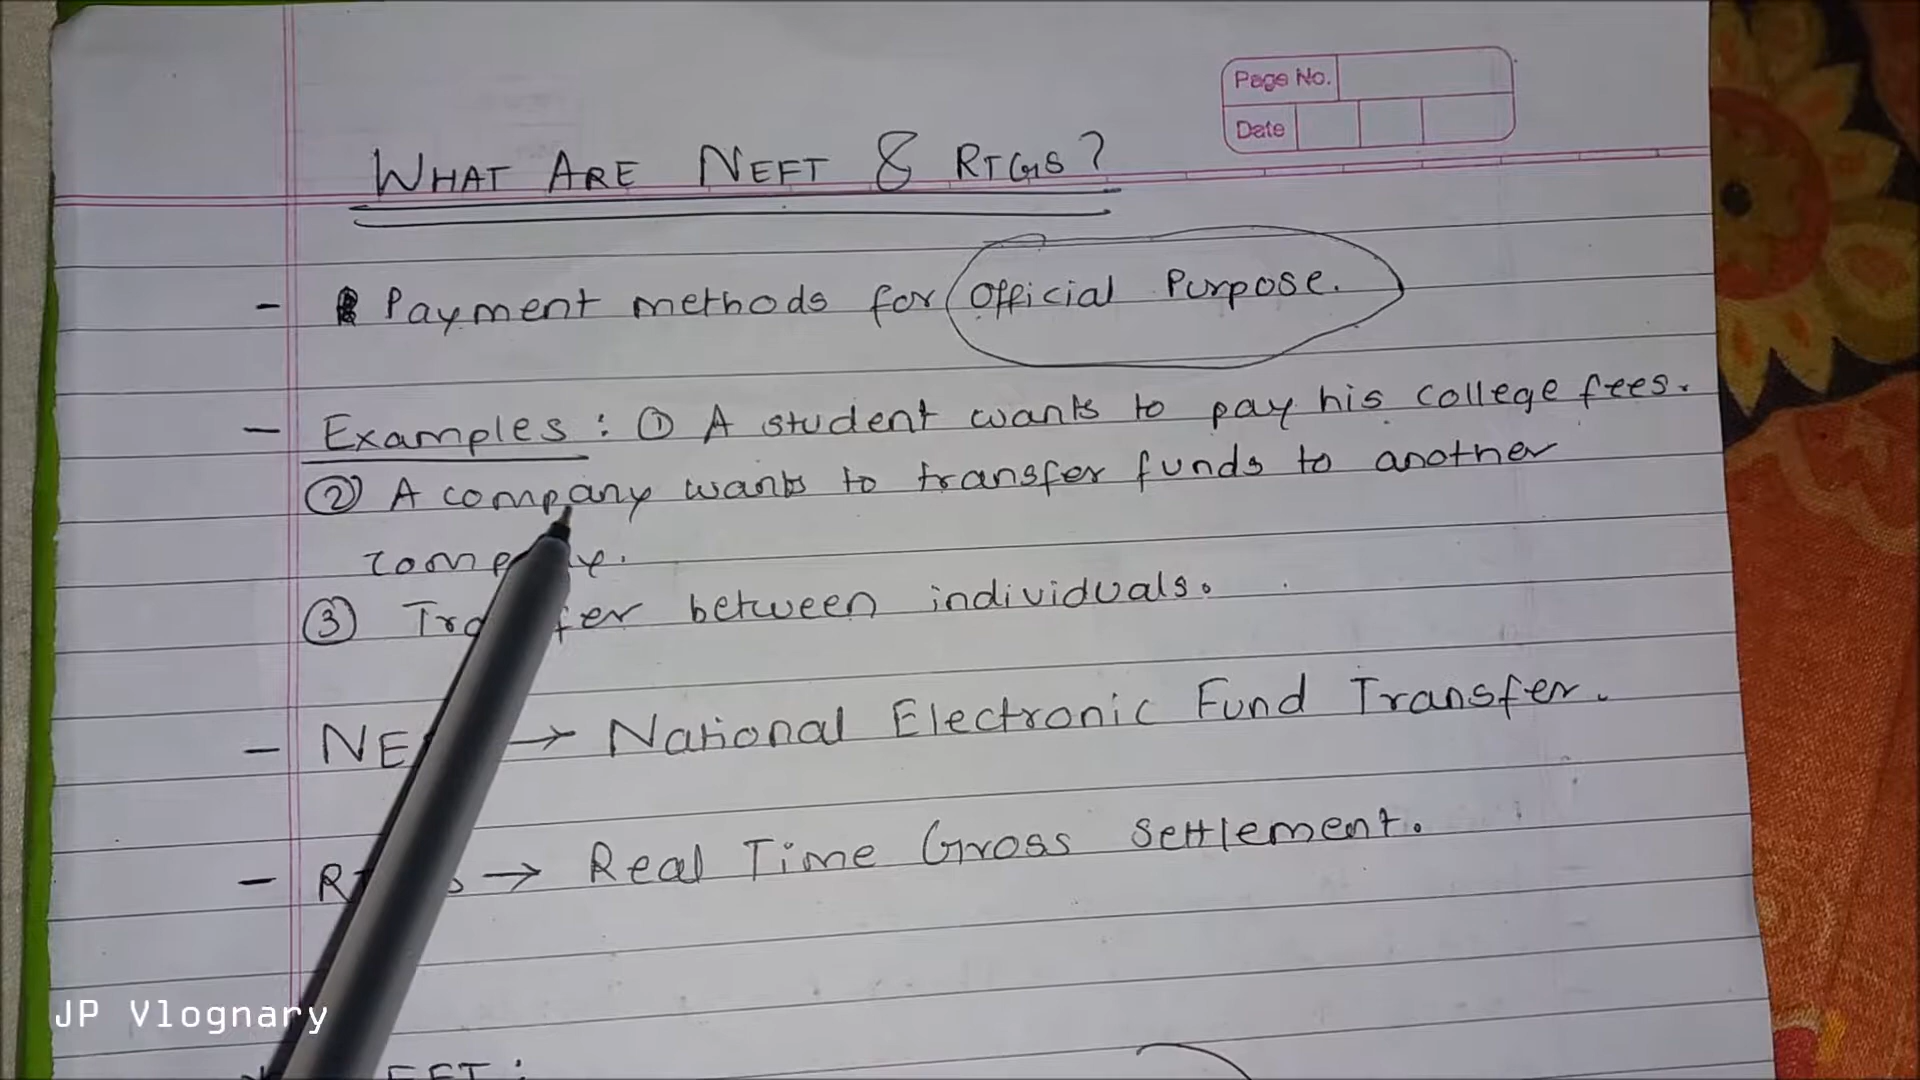 Page No.
Date
WHAT ARE NEFT & RTGS?
- Payment methods for Official Purpose.
- Examples : ① A student wants to pay his college fees.
② A company wants to transfer funds to another
③ between individuals.
- → National Electronic Fund Transfer.
- → Real Time Gross Settlement.
JP Vlognary